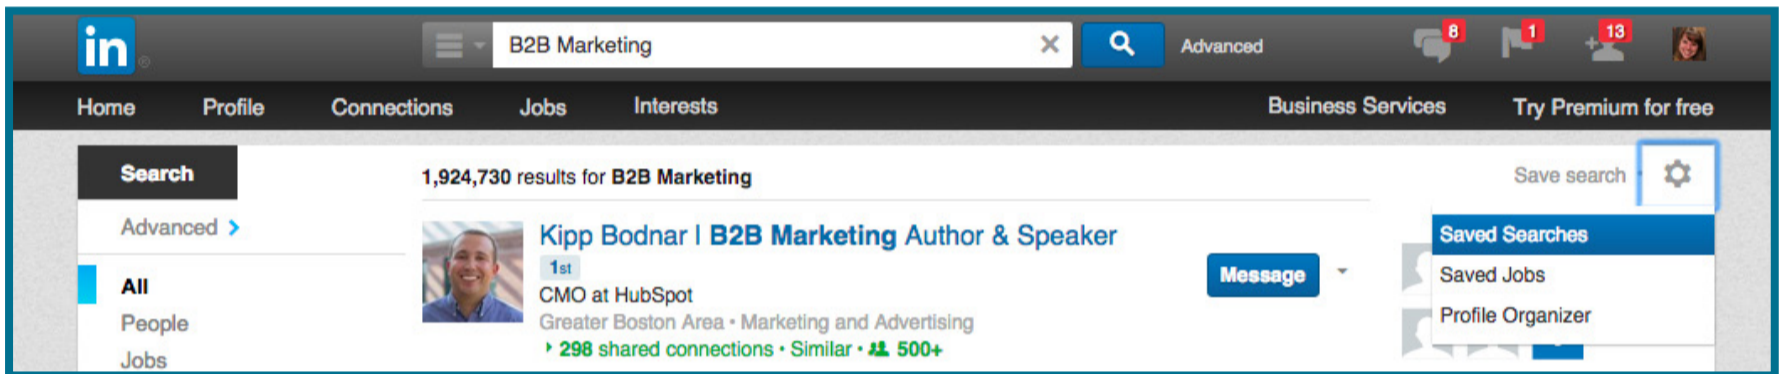 in
B2B Marketing
Advanced
8
1
13
Home Profile Connections Jobs Interests Business Services Try Premium for free
Search
Advanced
All
People
Jobs
1,924,730 results for B2B Marketing
Save search
Kipp Bodnar I B2B Marketing Author & Speaker
1st
CMO at HubSpot
Greater Boston Area • Marketing and Advertising
298 shared connections • Similar • 500+
Message
Saved Searches
Saved Jobs
Profile Organizer